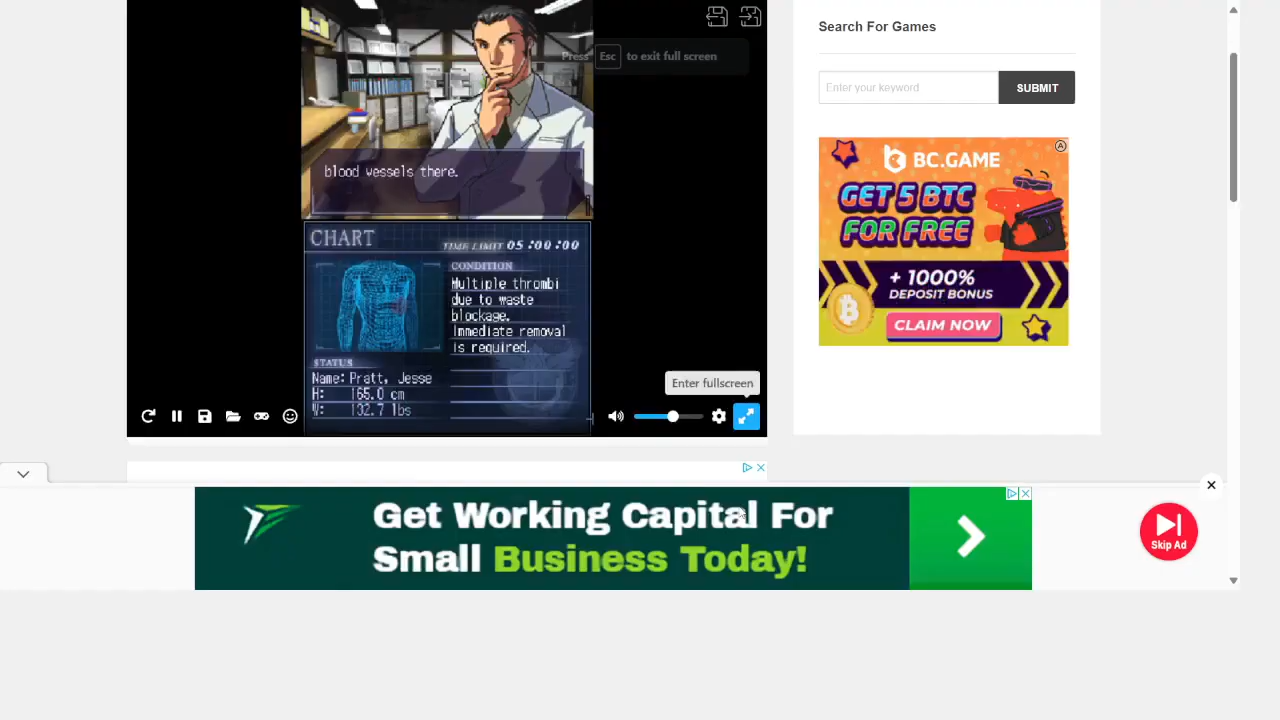 Press Esc to exit full screen
blood vessels there.
CHART
TIME LIMIT 05:00:00
CONDITION
Multiple thrombi
due to waste
blockage.
Immediate removal
is required.
STATUS
Name: Pratt, Jesse
H: 165.0 cm
W: 132.7 lbs
Enter fullscreen
Search For Games
Enter your keyword
SUBMIT
BC.GAME
GET 5 BTC
FOR FREE
+ 1000%
DEPOSIT BONUS
CLAIM NOW
Get Working Capital For
Small Business Today!
Skip Ad